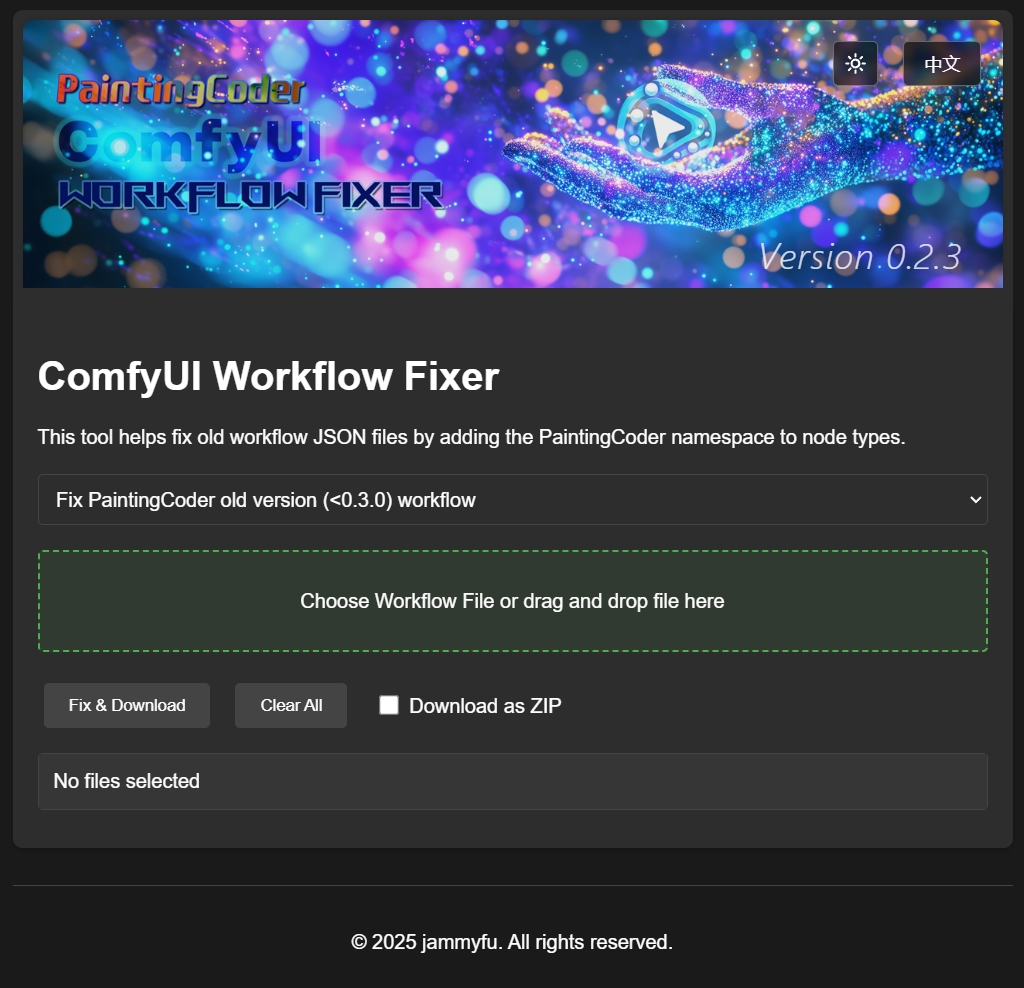 PaintingCoder
中文
ComfyUI
WORKFLOW FIXER
Version 0.2.3
ComfyUI Workflow Fixer
This tool helps fix old workflow JSON files by adding the PaintingCoder namespace to node types.
Fix PaintingCoder old version (<0.3.0) workflow
Choose Workflow File or drag and drop file here
Fix & Download
Clear All
Download as ZIP
No files selected
© 2025 jammyfu. All rights reserved.